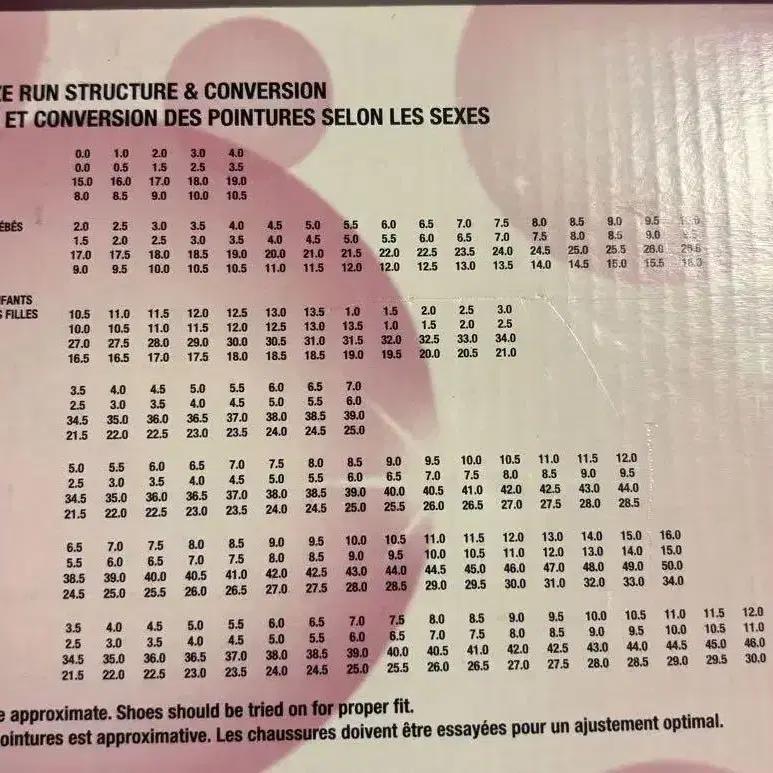 ZE RUN STRUCTURE & CONVERSION
ET CONVERSION DES POINTURES SELON LES SEXES
0.0 1.0 2.0 3.0 4.0
0.0 0.5 1.5 2.5 3.5
15.0 16.0 17.0 18.0 19.0
8.0 8.5 9.0 10.0 10.5
ÉBÉS 2.0 2.5 3.0 3.5 4.0 4.5 5.0 5.5 6.0 6.5 7.0 7.5 8.0 8.5 9.0 9.5
1.5 2.0 2.5 3.0 3.5 4.0 4.5 5.0 5.5 6.0 6.5 7.0 7.5 8.0 8.5 9.0
17.0 17.5 18.0 18.5 19.0 20.0 21.0 21.5 22.0 22.5 23.5 24.0 24.5 25.0 25.5 26.0 26.5
9.0 9.5 10.0 10.5 10.5 11.0 11.5 12.0 12.0 12.5 13.0 13.5 14.0 14.5 15.0 15.5 16.0
FANTS
S FILLES 10.5 11.0 11.5 12.0 12.5 13.0 13.5 1.0 1.5 2.0 2.5 3.0
10.0 10.5 11.0 11.5 12.0 12.5 13.0 13.5 1.0 1.5 2.0 2.5
27.0 27.5 28.0 29.0 30.0 30.5 31.0 31.5 32.0 32.5 33.0 34.0
16.5 16.5 17.0 17.5 18.0 18.5 18.5 19.0 19.5 20.0 20.5 21.0
3.5 4.0 4.5 5.0 5.5 6.0 6.5 7.0
2.5 3.0 3.5 4.0 4.5 5.0 5.5 6.0
34.5 35.0 36.0 36.5 37.0 38.0 38.5 39.0
21.5 22.0 22.5 23.0 23.5 24.0 24.5 25.0
5.0 5.5 6.0 6.5 7.0 7.5 8.0 8.5 9.0 9.5 10.0 10.5 11.0 11.5 12.0
2.5 3.0 3.5 4.0 4.5 5.0 5.5 6.0 6.5 7.0 7.5 8.0 8.5 9.0 9.5
34.5 35.0 36.0 36.5 37.0 38.0 38.5 39.0 40.0 40.5 41.0 42.0 42.5 43.0 44.0
21.5 22.0 22.5 23.0 23.5 24.0 24.5 25.0 25.5 26.0 26.5 27.0 27.5 28.0 28.5
6.5 7.0 7.5 8.0 8.5 9.0 9.5 10.0 10.5 11.0 11.5 12.0 13.0 14.0 15.0 16.0
5.5 6.0 6.5 7.0 7.5 8.0 8.5 9.0 9.5 10.0 10.5 11.0 12.0 13.0 14.0 15.0
38.5 39.0 40.0 40.5 41.0 42.0 42.5 43.0 44.0 44.5 45.0 46.0 47.0 48.0 49.0 50.0
24.5 25.0 25.5 26.0 26.5 27.0 27.5 28.0 28.5 29.0 29.5 30.0 31.0 32.0 33.0 34.0
3.5 4.0 4.5 5.0 5.5 6.0 6.5 7.0 7.5 8.0 8.5 9.0 9.5 10.0 10.5 11.0 11.5 12.0
2.5 3.0 3.5 4.0 4.5 5.0 5.5 6.0 6.5 7.0 7.5 8.0 8.5 9.0 9.5 10.0 10.5 11.0
34.5 35.0 36.0 36.5 37.0 38.0 38.5 39.0 40.0 40.5 41.0 42.0 42.5 43.0 44.0 44.5 45.0 46.0
21.5 22.0 22.5 23.0 23.5 24.0 24.5 25.0 25.5 26.0 26.5 27.0 27.5 28.0 28.5 29.0 29.5 30.0
e approximate. Shoes should be tried on for proper fit.
ointures est approximative. Les chaussures doivent être essayées pour un ajustement optimal.